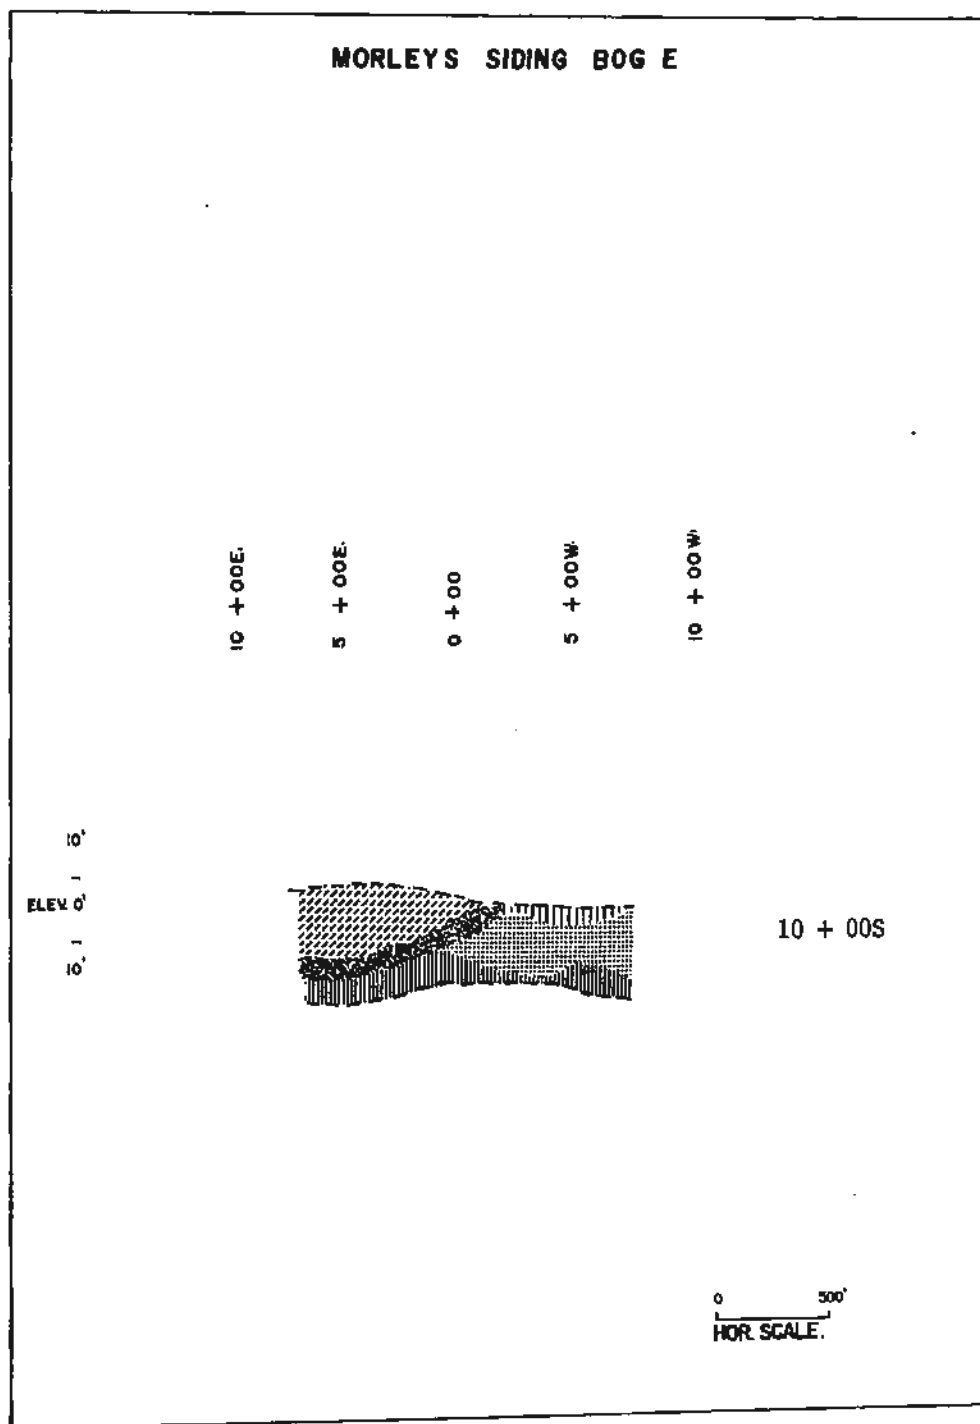 MORLEYS SIDING BOG E
10 +00E.
5 +00E.
0 +00
5 +00W.
10 +00W.
10'
ELEV. 0'
10'
10 + 00S
0 500'
HOR. SCALE.